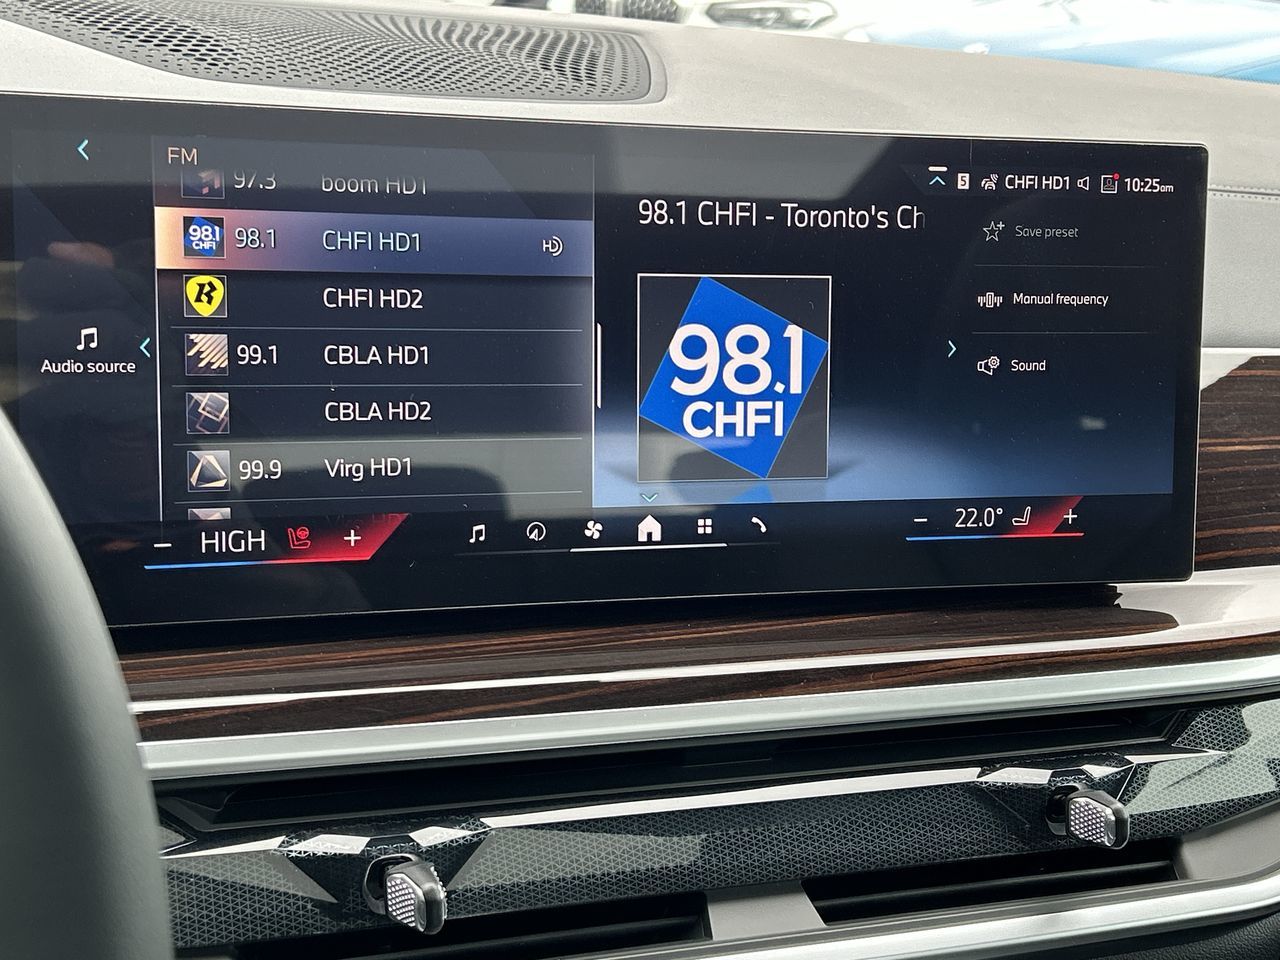 FM
97.3 boom HD1
98.1 CHFI
98.1 CHFI HD1
CHFI HD2
99.1 CBLA HD1
CBLA HD2
99.9 Virg HD1
Audio source
98.1 CHFI - Toronto's Ch
98.1
CHFI
5 CHFI HD1 10:25am
Save preset
Manual frequency
Sound
HIGH
22.0°